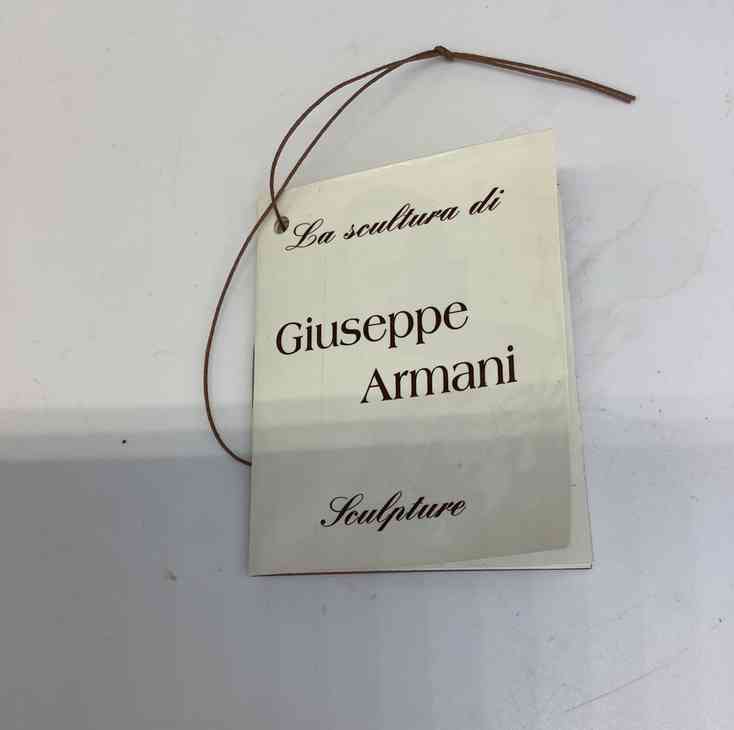 La scultura di
Giuseppe
Armani
Sculpture